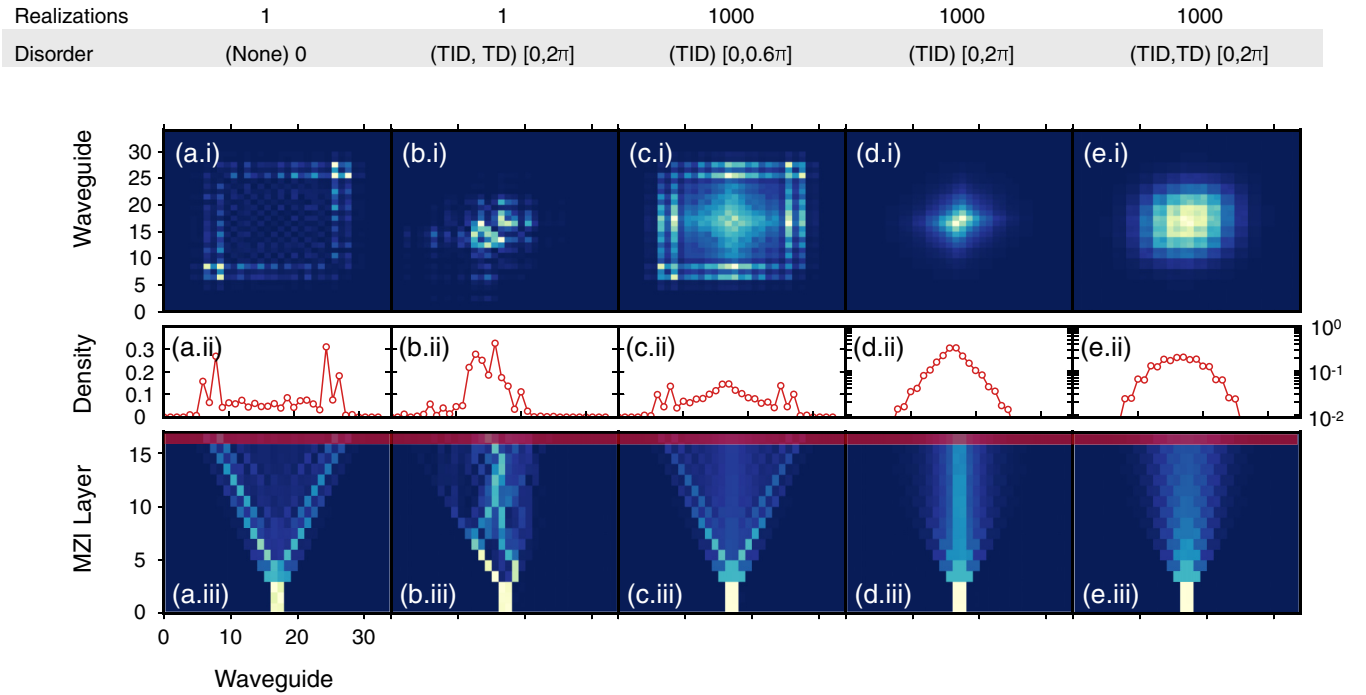 Realizations 1 1 1000 1000 1000
Disorder (None) 0 (TID, TD) [0,2π] (TID) [0,0.6π] (TID) [0,2π] (TID,TD) [0,2π]
Waveguide
30
25
20
15
10
5
0
(a.i) (b.i) (c.i) (d.i) (e.i)
Density
0.3
0.2
0.1
0
(a.ii) (b.ii) (c.ii) (d.ii) (e.ii)
10⁰
10⁻¹
10⁻²
MZI Layer
15
10
5
0
(a.iii) (b.iii) (c.iii) (d.iii) (e.iii)
0 10 20 30
Waveguide